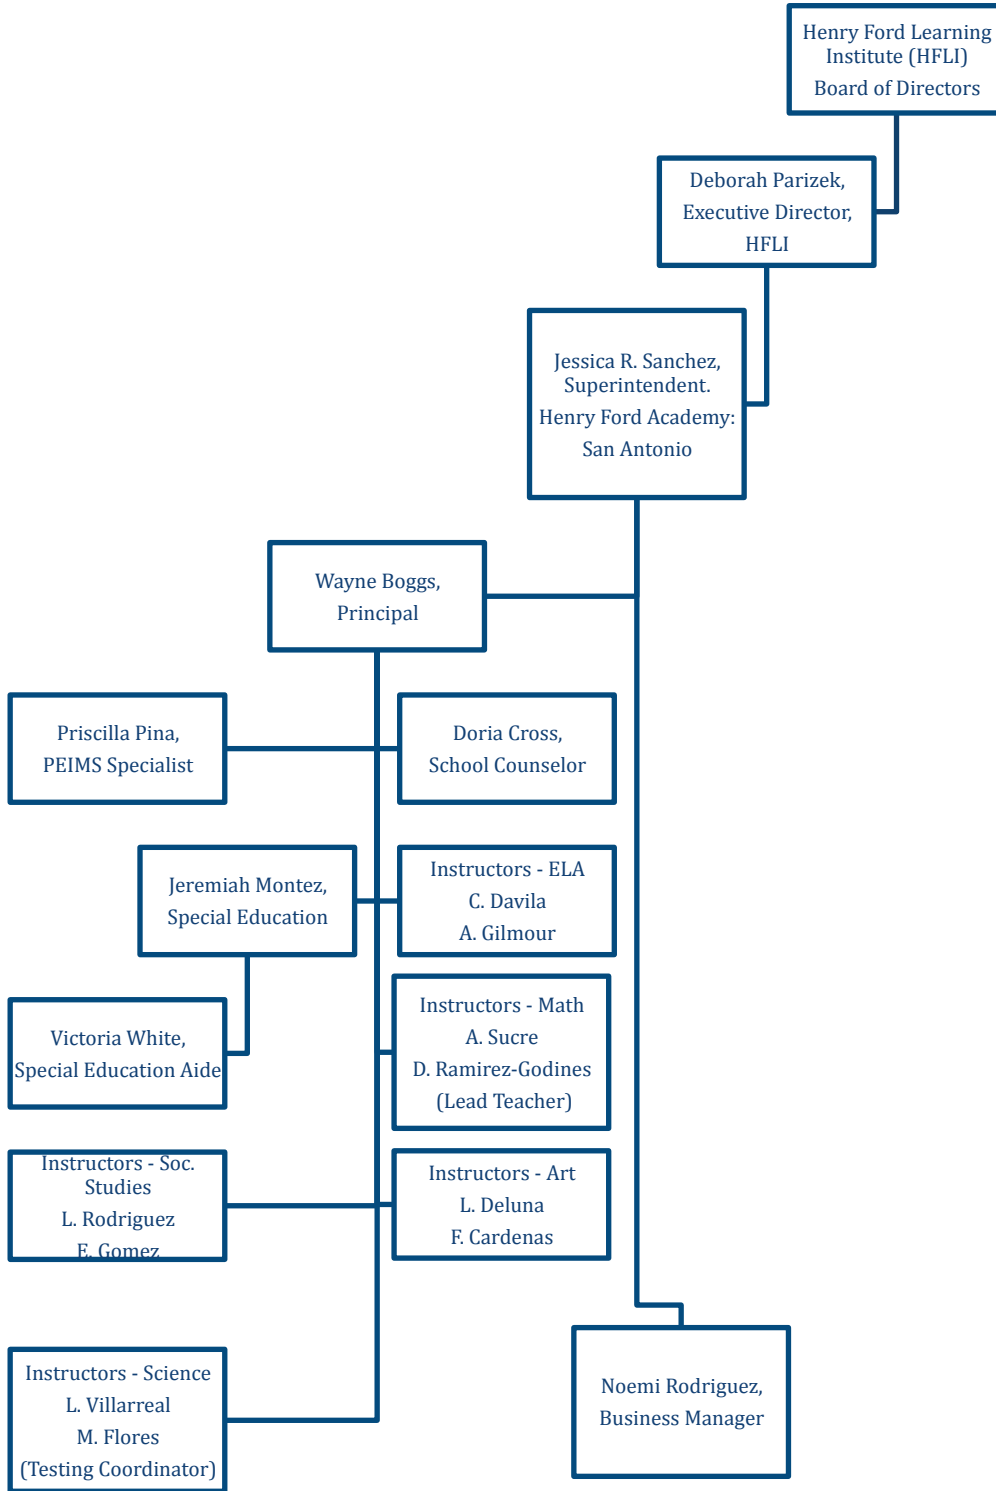 Henry Ford Learning
Institute (HFLI)
Board of Directors
Deborah Parizek,
Executive Director,
HFLI
Jessica R. Sanchez,
Superintendent.
Henry Ford Academy:
San Antonio
Wayne Boggs,
Principal
Priscilla Pina,
PEIMS Specialist
Doria Cross,
School Counselor
Jeremiah Montez,
Special Education
Instructors - ELA
C. Davila
A. Gilmour
Victoria White,
Special Education Aide
Instructors - Math
A. Sucre
D. Ramirez-Godines
(Lead Teacher)
Instructors - Soc.
Studies
L. Rodriguez
E. Gomez
Instructors - Art
L. Deluna
F. Cardenas
Instructors - Science
L. Villarreal
M. Flores
(Testing Coordinator)
Noemi Rodriguez,
Business Manager